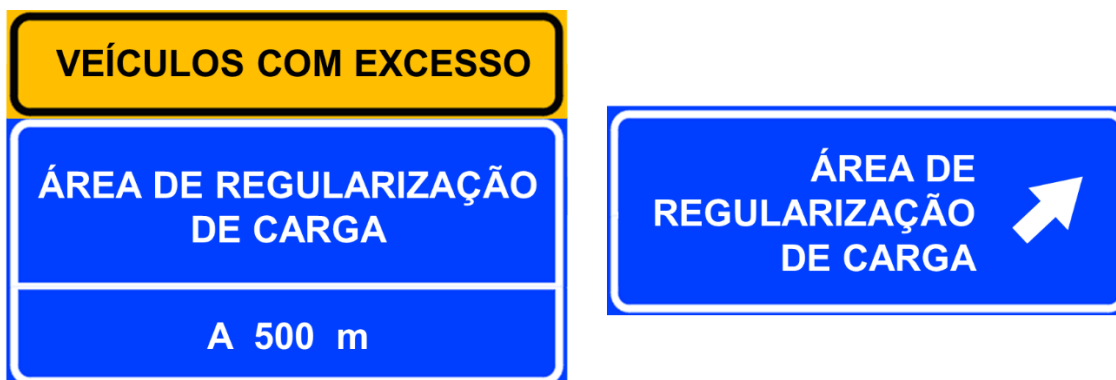 VEÍCULOS COM EXCESSO
ÁREA DE REGULARIZAÇÃO
DE CARGA
A 500 m
ÁREA DE
REGULARIZAÇÃO
DE CARGA